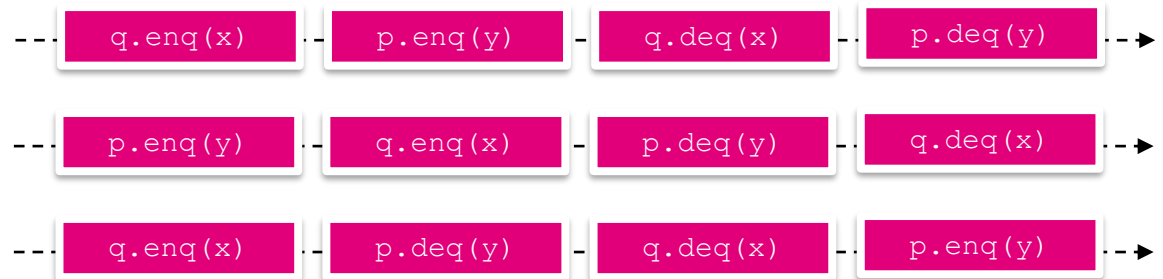 q.enq(x) p.enq(y) q.deq(x) p.deq(y)
p.enq(y) q.enq(x) p.deq(y) q.deq(x)
q.enq(x) p.deq(y) q.deq(x) p.enq(y)